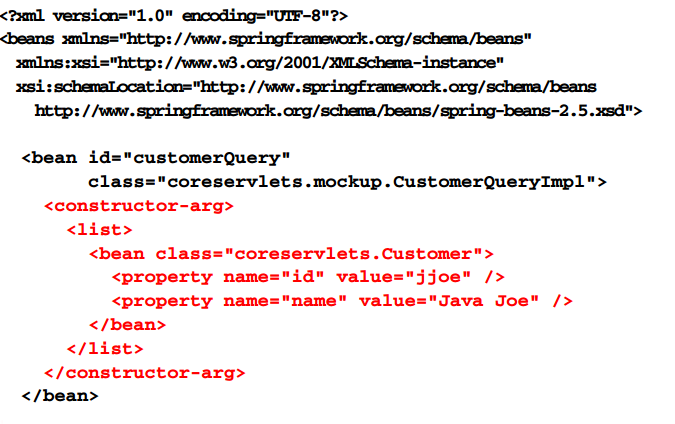 <?xml version="1.0" encoding="UTF-8"?>
<beans xmlns="http://www.springframework.org/schema/beans"
xmlns:xsi="http://www.w3.org/2001/XMLSchema-instance"
xsi:schemaLocation="http://www.springframework.org/schema/beans
http://www.springframework.org/schema/beans/spring-beans-2.5.xsd">
<bean id="customerQuery"
class="coreservlets.mockup.CustomerQueryImpl">
<constructor-arg>
<list>
<bean class="coreservlets.Customer">
<property name="id" value="jjoe" />
<property name="name" value="Java Joe" />
</bean>
</list>
</constructor-arg>
</bean>